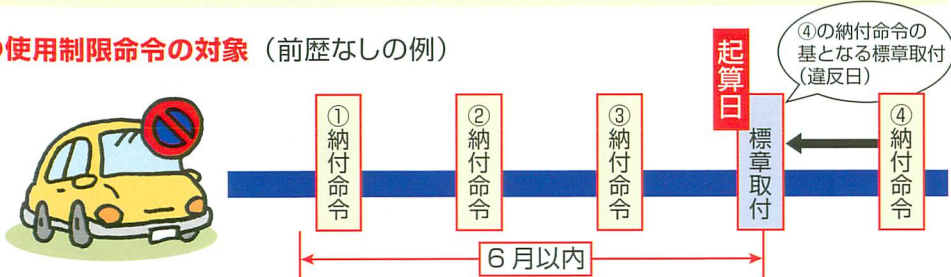 の使用制限命令の対象（前歴なしの例）
④の納付命令の
基となる標章取付
（違反日）
起算日
①納付命令
②納付命令
③納付命令
標章取付
④納付命令
6月以内